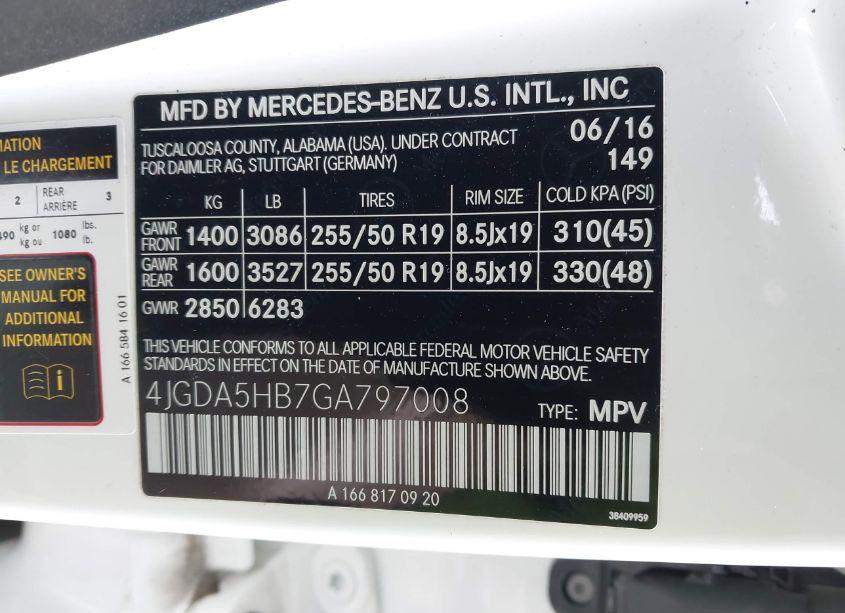 MATION
LE CHARGEMENT
2 REAR ARRIÈRE 3
490 kg or kg ou 1080 lbs. lb.
SEE OWNER'S
MANUAL FOR
ADDITIONAL
INFORMATION
A 166 584 16 01
MFD BY MERCEDES-BENZ U.S. INTL., INC
TUSCALOOSA COUNTY, ALABAMA (USA). UNDER CONTRACT
FOR DAIMLER AG, STUTTGART (GERMANY)
06/16
149
KG LB TIRES RIM SIZE COLD KPA (PSI)
GAWR FRONT 1400 3086 255/50 R19 8.5Jx19 310(45)
GAWR REAR 1600 3527 255/50 R19 8.5Jx19 330(48)
GVWR 2850 6283
THIS VEHICLE CONFORMS TO ALL APPLICABLE FEDERAL MOTOR VEHICLE SAFETY
STANDARDS IN EFFECT ON THE DATE OF MANUFACTURE SHOWN ABOVE.
4JGDA5HB7GA797008
TYPE: MPV
A 166 817 09 20
38409959